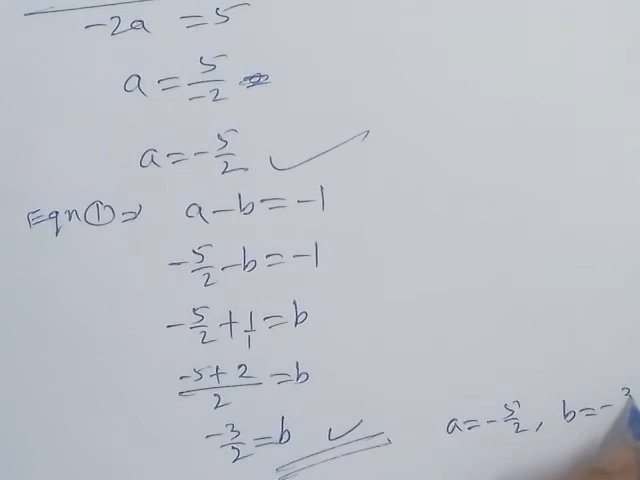 -2a = 5
a = 5/-2
a = -5/2 ✓
Eqn ① ⇒ a - b = -1
-5/2 - b = -1
-5/2 + 1/1 = b
(-5+2)/2 = b
-3/2 = b ✓
a = -5/2, b = -3